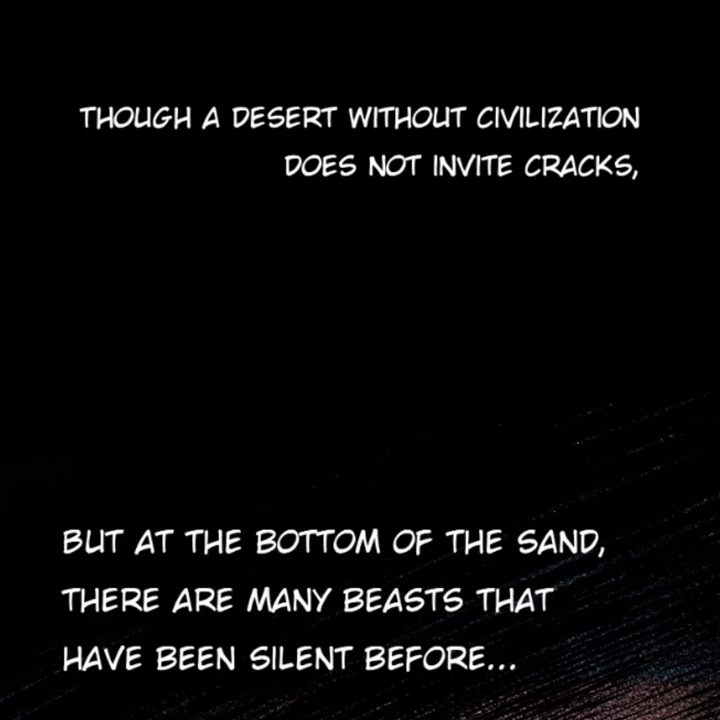 THOUGH A DESERT WITHOUT CIVILIZATION
DOES NOT INVITE CRACKS,
BUT AT THE BOTTOM OF THE SAND,
THERE ARE MANY BEASTS THAT
HAVE BEEN SILENT BEFORE...